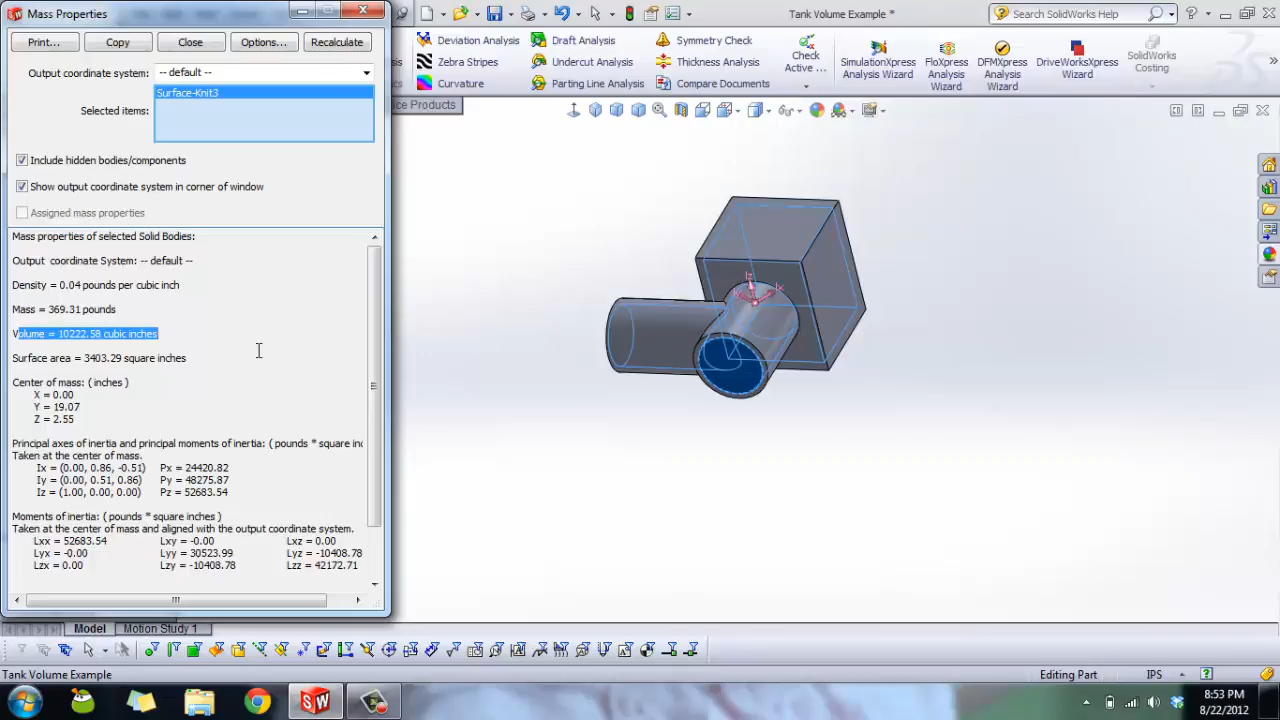 Mass Properties
Print...
Copy
Close
Options...
Recalculate
Output coordinate system:
-- default --
Selected items:
Surface-Knit3
Include hidden bodies/components
Show output coordinate system in corner of window
Assigned mass properties
Mass properties of selected Solid Bodies:
Output coordinate System: -- default --
Density = 0.04 pounds per cubic inch
Mass = 369.31 pounds
Volume = 10222.58 cubic inches
Surface area = 3403.29 square inches
Center of mass: ( inches )
X = 0.00
Y = 19.07
Z = 2.55
Principal axes of inertia and principal moments of inertia: ( pounds * square inc
Taken at the center of mass.
Ix = (0.00, 0.86, -0.51) Px = 24420.82
Iy = (0.00, 0.51, 0.86) Py = 48275.87
Iz = (1.00, 0.00, 0.00) Pz = 52683.54
Moments of inertia: ( pounds * square inches )
Taken at the center of mass and aligned with the output coordinate system.
Lxx = 52683.54 Lxy = -0.00 Lxz = 0.00
Lyx = -0.00 Lyy = 30523.99 Lyz = -10408.78
Lzx = 0.00 Lzy = -10408.78 Lzz = 42172.71
Tank Volume Example *
Search SolidWorks Help
Deviation Analysis
Zebra Stripes
Curvature
Draft Analysis
Undercut Analysis
Parting Line Analysis
Symmetry Check
Thickness Analysis
Compare Documents
Check
Active ...
SimulationXpress
Analysis Wizard
FloXpress
Analysis
Wizard
DFMXpress
Analysis
Wizard
DriveWorksXpress
Wizard
SolidWorks
Costing
ice Products
Iz
Ix
Model
Motion Study 1
Tank Volume Example
Editing Part
IPS
8:53 PM
8/22/2012